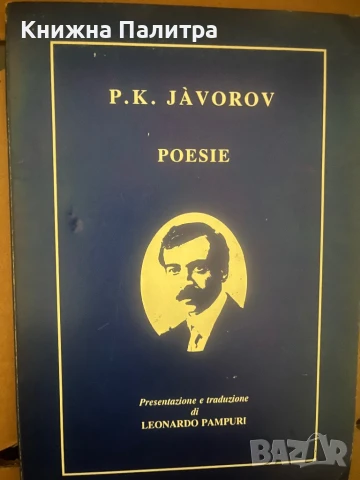 Книжна Палитра
P.K. JÀVOROV
POESIE
Presentazione e traduzione
di
LEONARDO PAMPURI
BAZAR